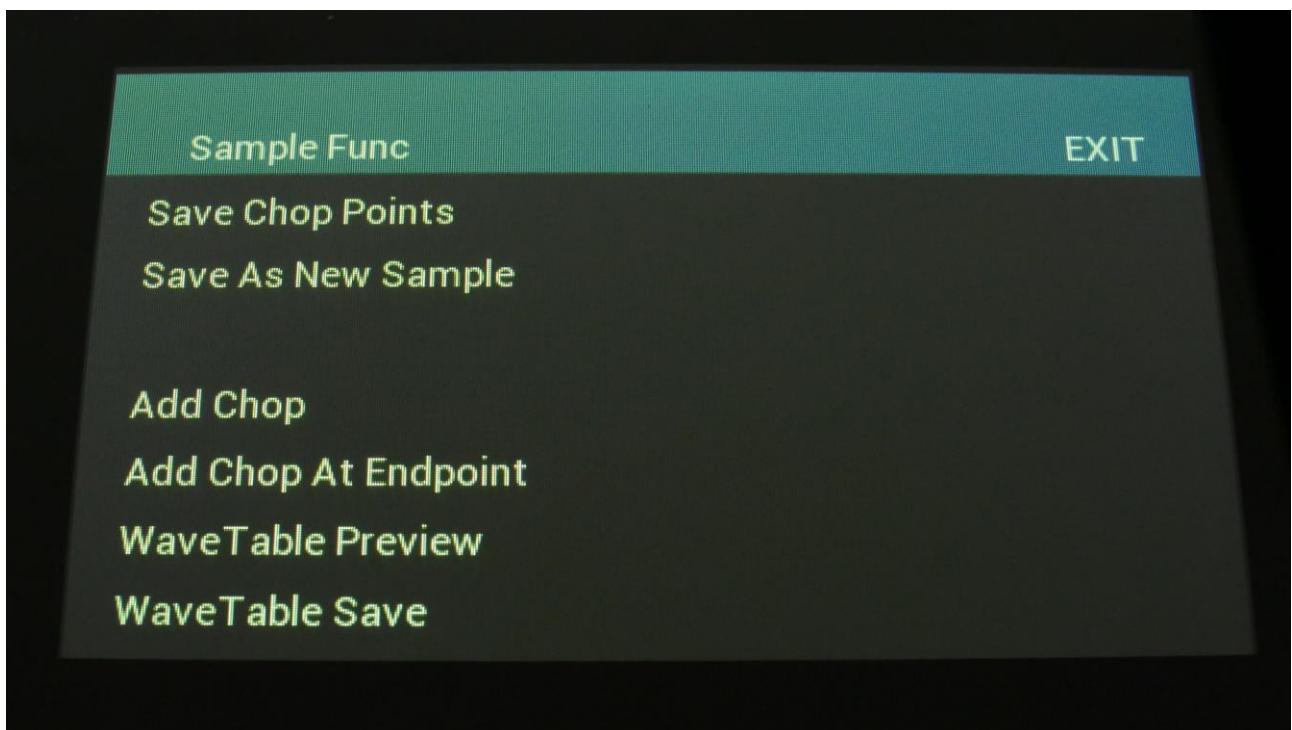 Sample Func EXIT
Save Chop Points
Save As New Sample
Add Chop
Add Chop At Endpoint
WaveTable Preview
WaveTable Save